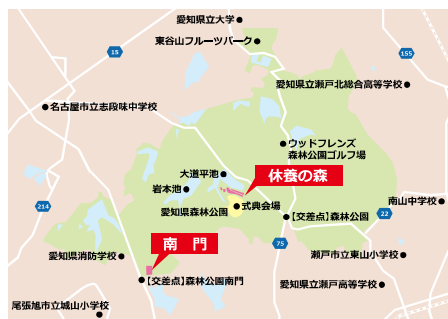 愛知県立大学
東谷山フルーツパーク
15
155
愛知県立瀬戸北総合高等学校
名古屋市立志段味中学校
ウッドフレンズ
森林公園ゴルフ場
大道平池
休養の森
岩本池
式典会場
南山中学校
214
愛知県森林公園
【交差点】森林公園
22
南 門
75
愛知県消防学校
瀬戸市立東山小学校
【交差点】森林公園南門
愛知県立瀬戸高等学校
尾張旭市立城山小学校